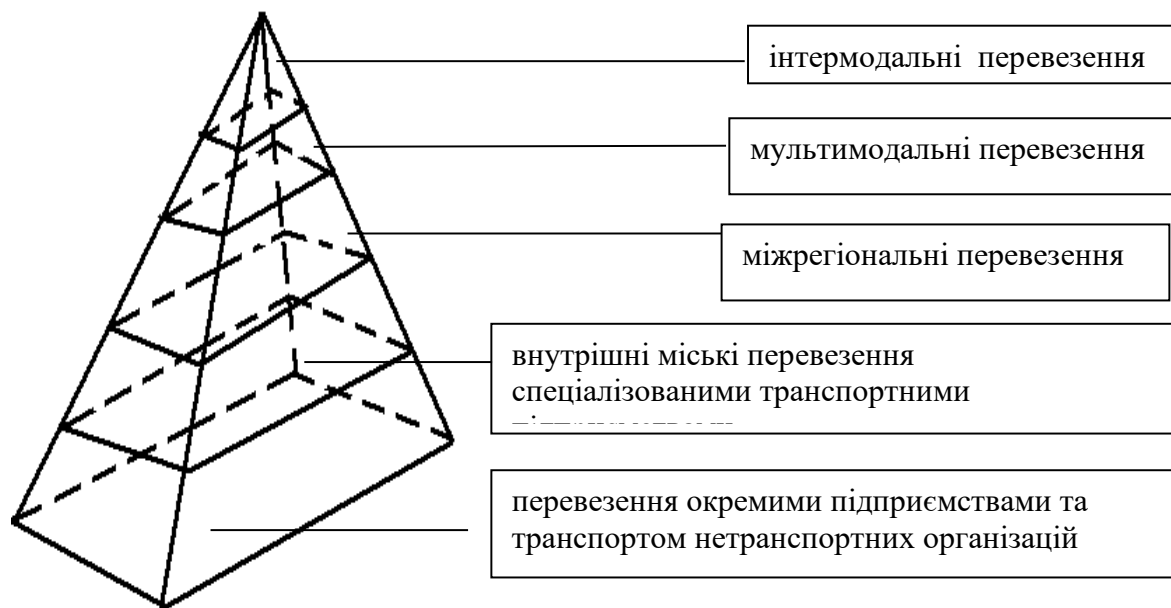 інтермодальні перевезення
мультимодальні перевезення
міжрегіональні перевезення
внутрішні міські перевезення
спеціалізованими транспортними
перевезення окремими підприємствами та
транспортом нетранспортних організацій